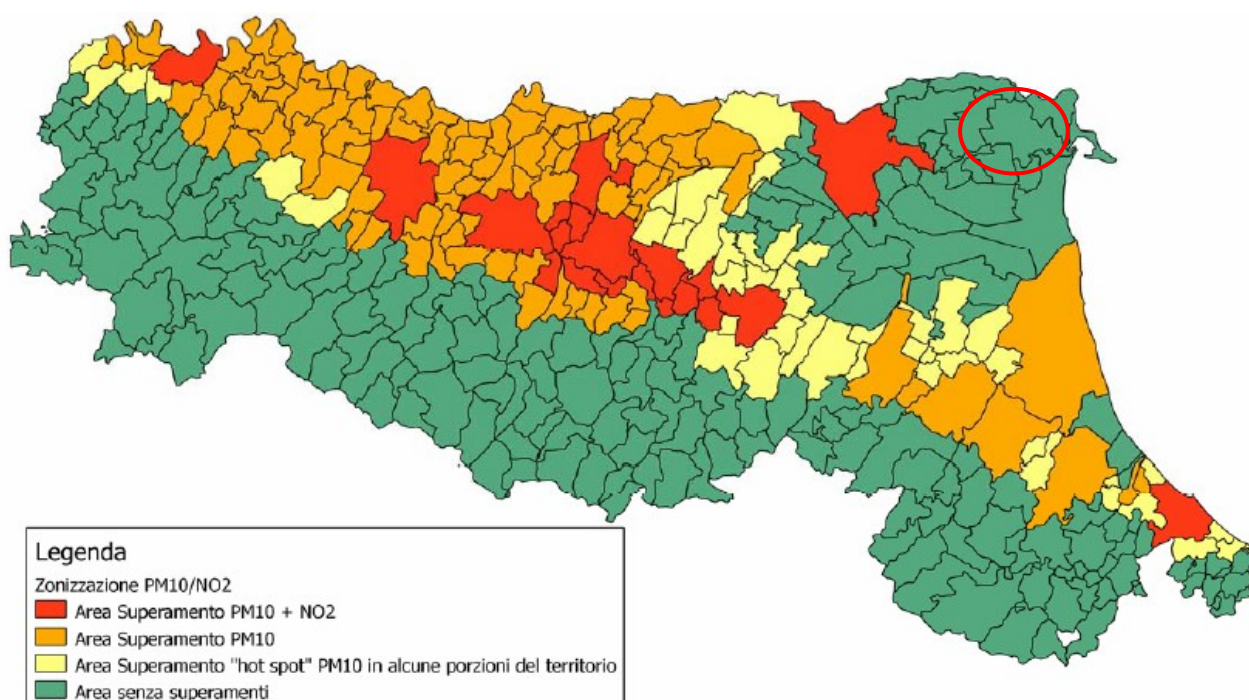 Legenda
Zonizzazione PM10/NO2
Area Superamento PM10 + NO2
Area Superamento PM10
Area Superamento "hot spot" PM10 in alcune porzioni del territorio
Area senza superamenti